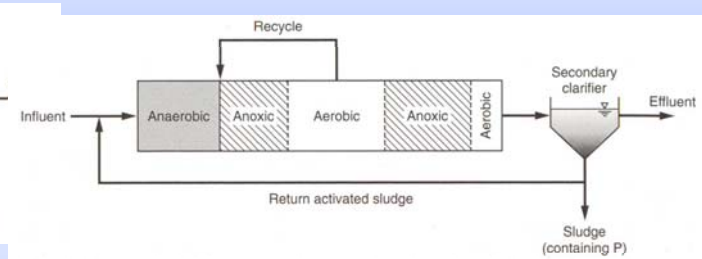 Recycle
Secondary
clarifier
Influent
Anaerobic
Anoxic
Aerobic
Anoxic
Aerobic
Effluent
Return activated sludge
Sludge
(containing P)